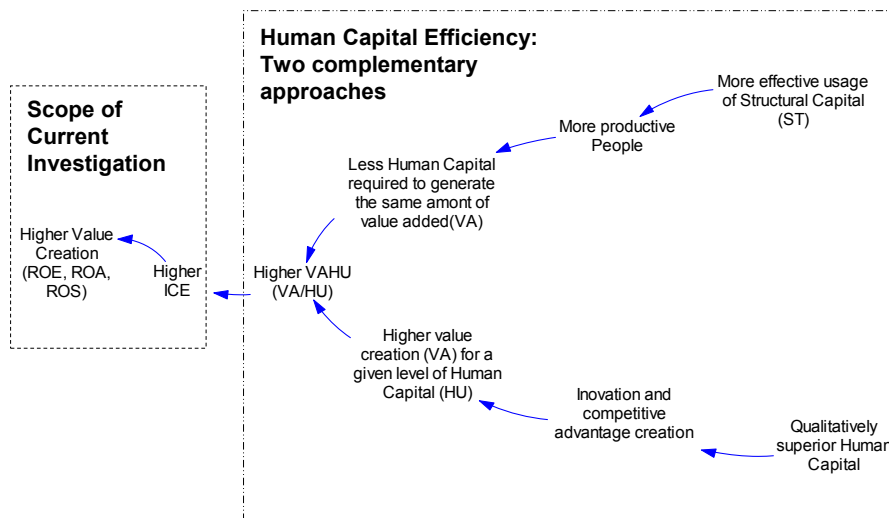 Human Capital Efficiency:
Two complementary
approaches
Scope of
Current
Investigation
More effective usage
of Structural Capital
(ST)
More productive
People
Less Human Capital
required to generate
the same amont of
value added(VA)
Higher Value
Creation
(ROE, ROA,
ROS)
Higher
ICE
Higher VAHU
(VA/HU)
Higher value
creation (VA) for a
given level of Human
Capital (HU)
Inovation and
competitive
advantage creation
Qualitatively
superior Human
Capital